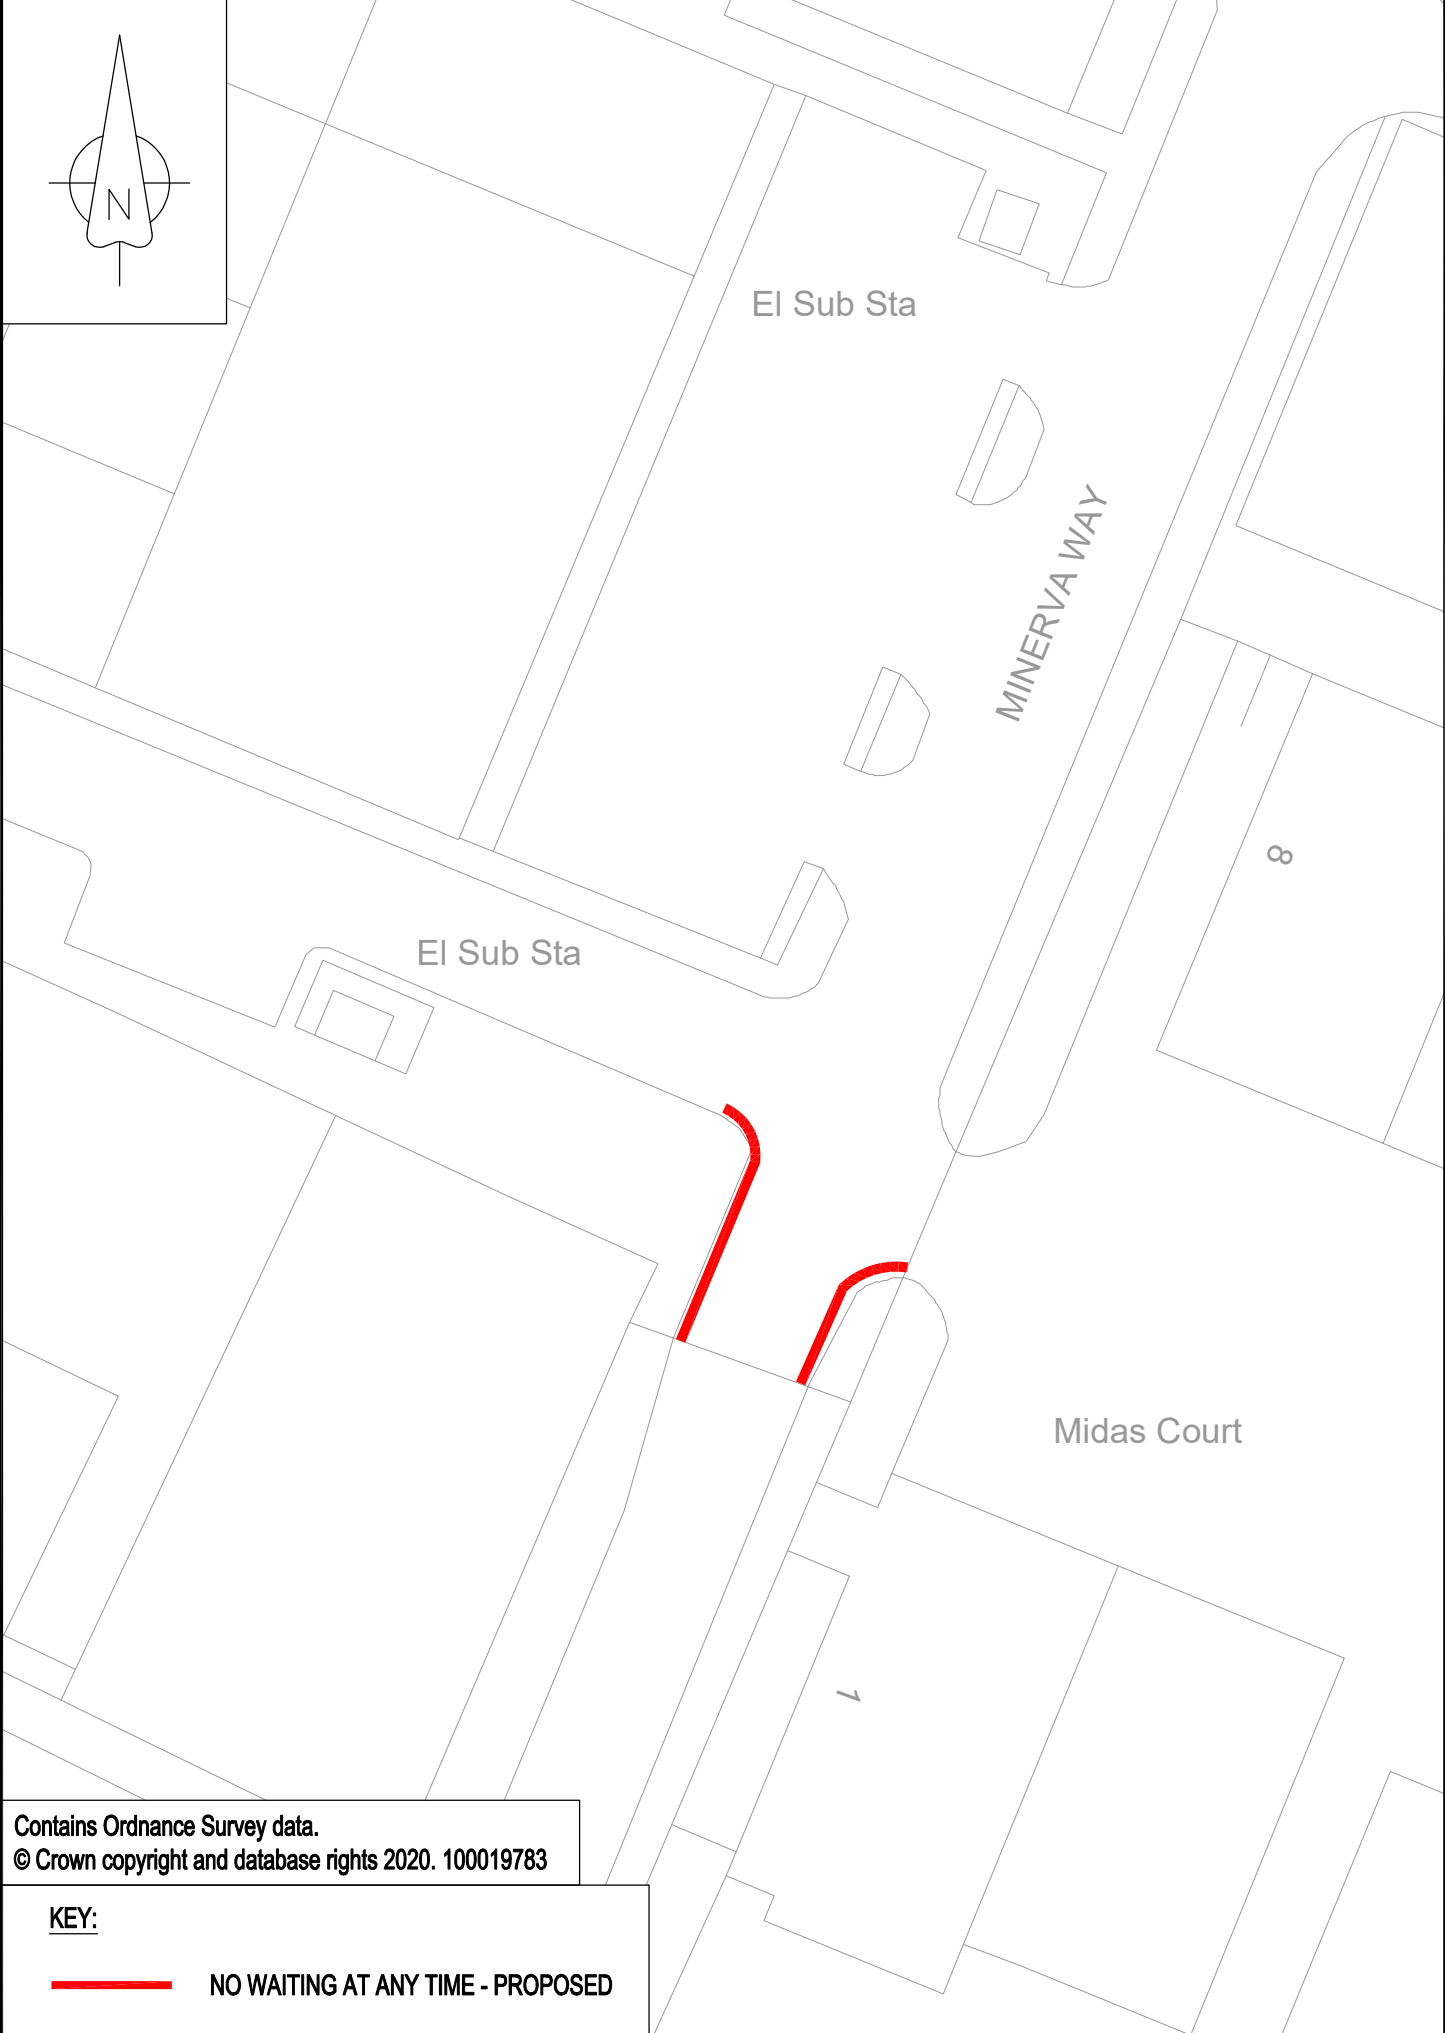 N
El Sub Sta
MINERVA WAY
8
El Sub Sta
Midas Court
1
Contains Ordnance Survey data.
© Crown copyright and database rights 2020. 100019783
KEY:
NO WAITING AT ANY TIME - PROPOSED